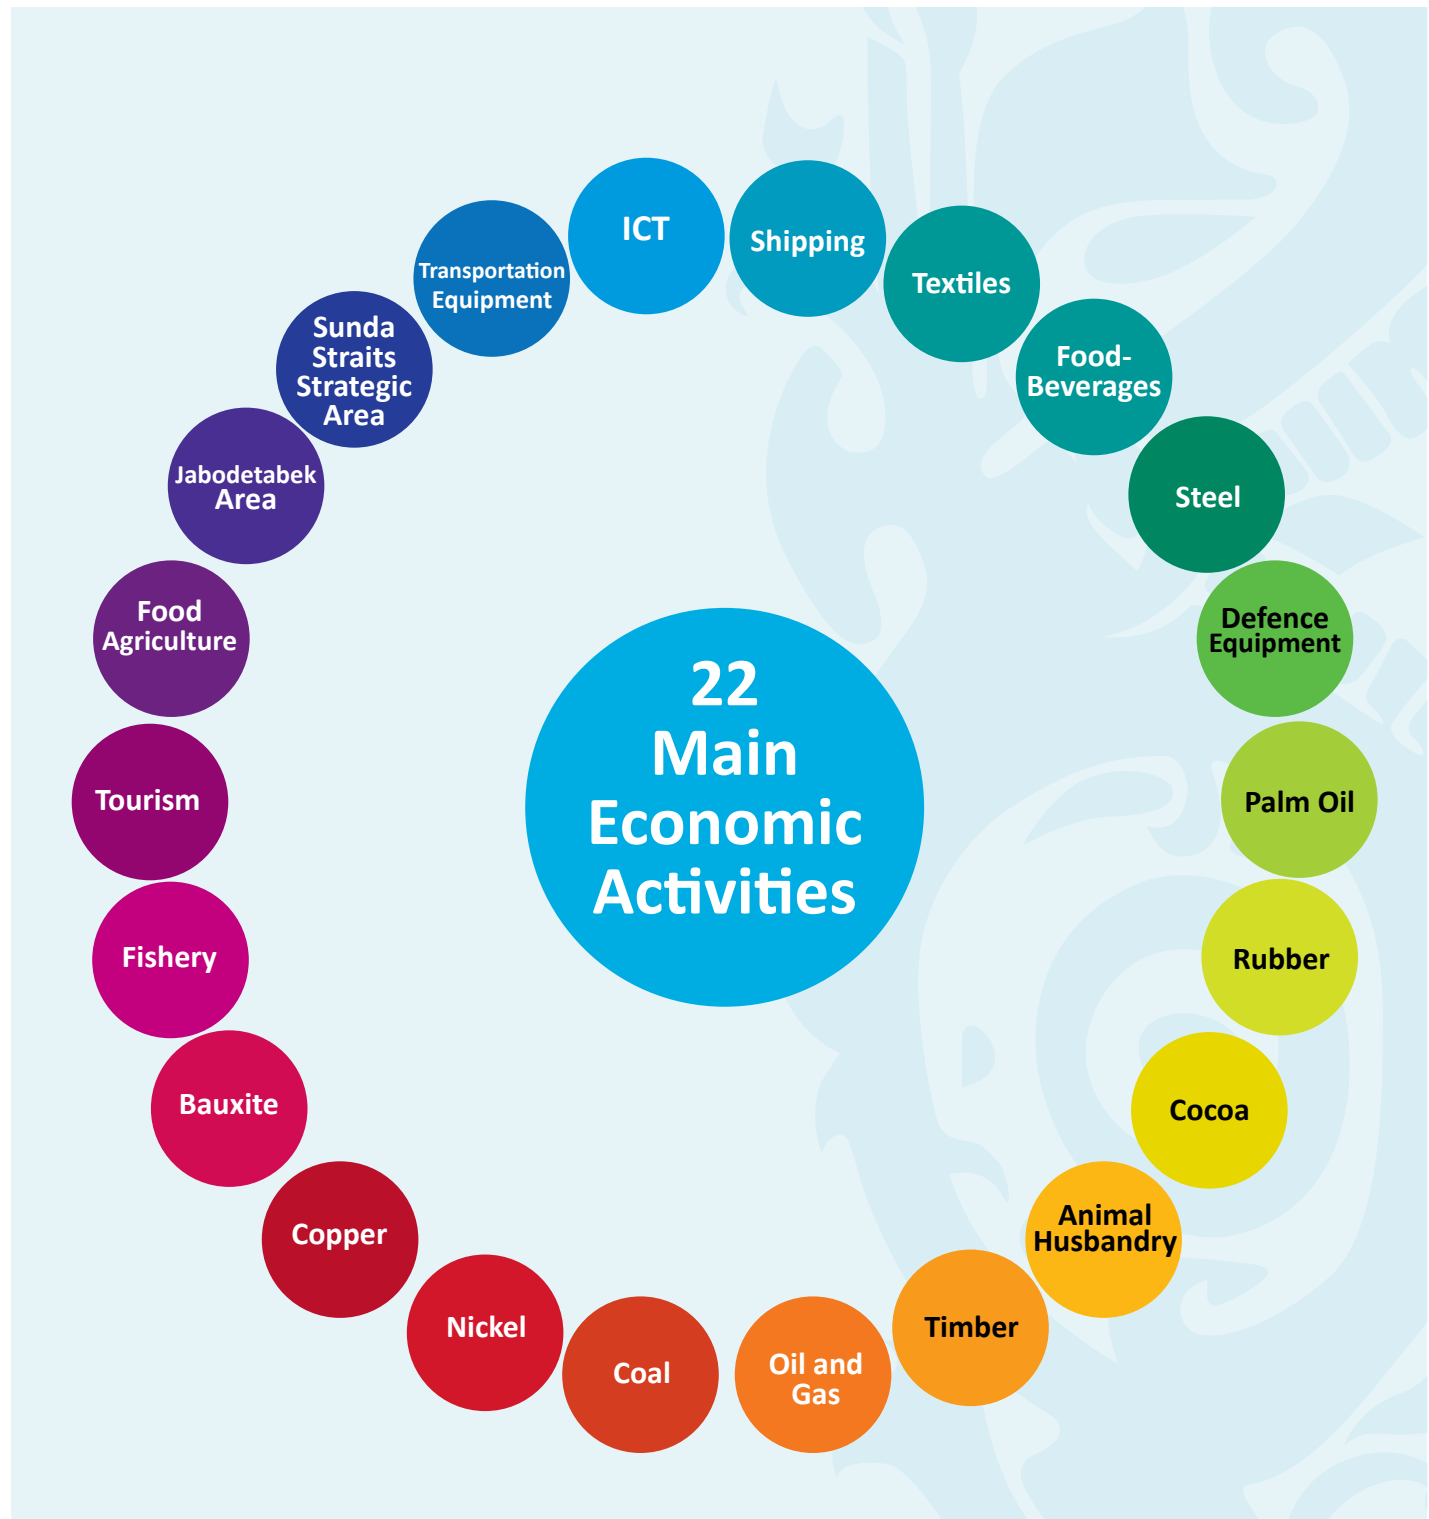 22
Main
Economic
Activities
ICT
Shipping
Textiles
Food-
Beverages
Steel
Defence
Equipment
Palm Oil
Rubber
Cocoa
Animal
Husbandry
Timber
Oil and
Gas
Coal
Nickel
Copper
Bauxite
Fishery
Tourism
Food
Agriculture
Jabodetabek
Area
Sunda
Straits
Strategic
Area
Transportation
Equipment